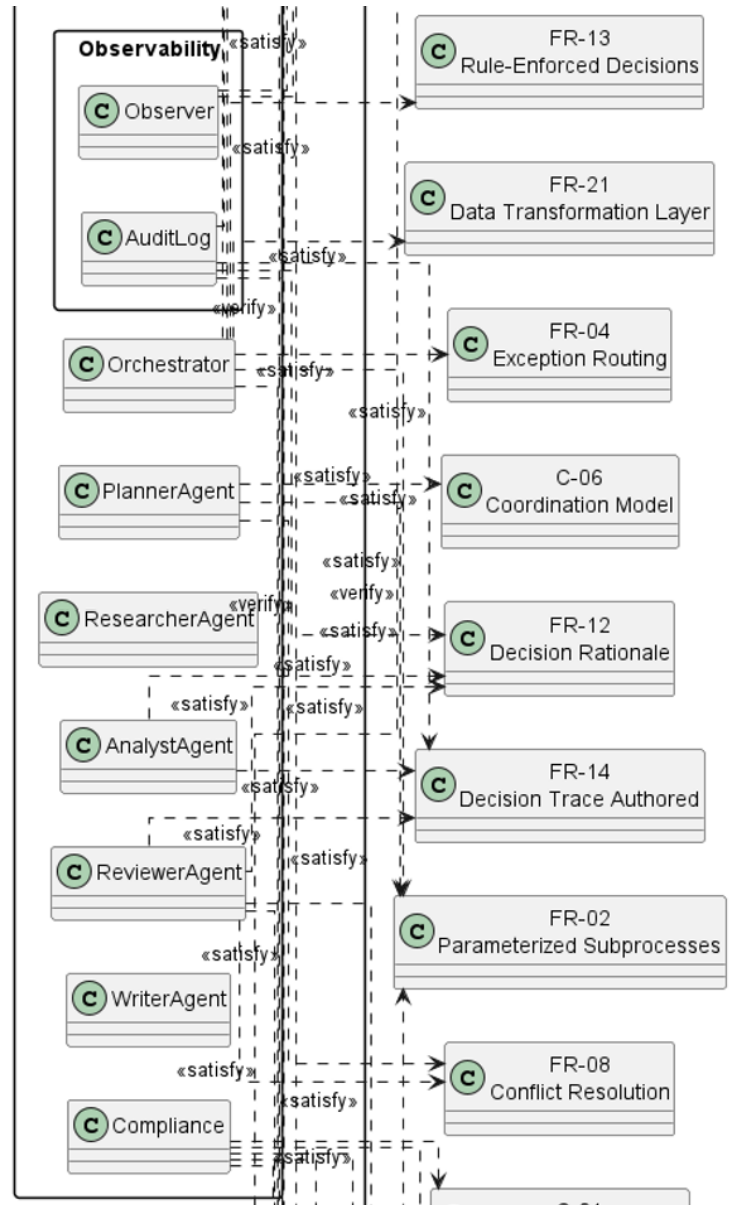 Observability
«satisfy»
C Observer
«satisfy»
C AuditLog
«satisfy»
«verify»
C Orchestrator
«satisfy»
«satisfy»
C PlannerAgent
«satisfy»
«satisfy»
«satisfy»
«verify»
C ResearcherAgent
«verify»
«satisfy»
«satisfy»
«satisfy»
«satisfy»
C AnalystAgent
«satisfy»
«satisfy»
C ReviewerAgent
«satisfy»
«satisfy»
C WriterAgent
«satisfy»
«satisfy»
C Compliance
«satisfy»
C FR-13
Rule-Enforced Decisions
C FR-21
Data Transformation Layer
C FR-04
Exception Routing
C C-06
Coordination Model
C FR-12
Decision Rationale
C FR-14
Decision Trace Authored
C FR-02
Parameterized Subprocesses
C FR-08
Conflict Resolution